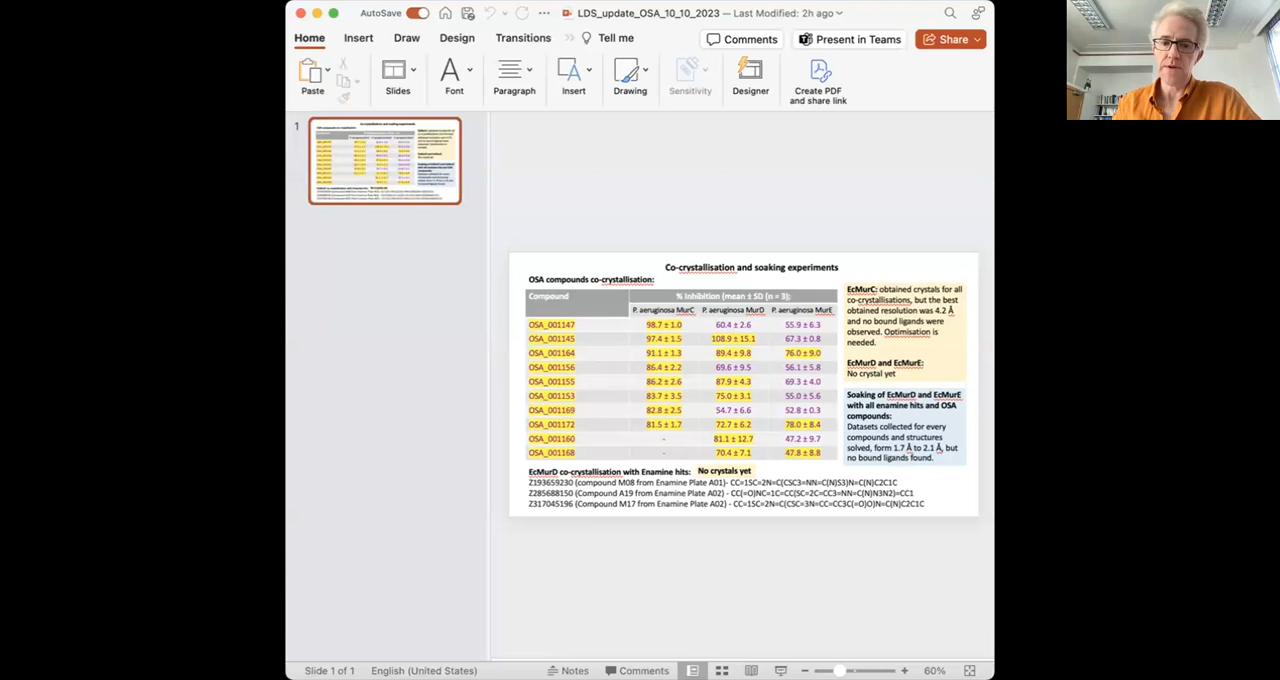 AutoSave
LDS_update_OSA_10_10_2023 — Last Modified: 2h ago
Home Insert Draw Design Transitions Tell me
Comments Present in Teams Share
Paste Slides Font Paragraph Insert Drawing Sensitivity Designer Create PDF
and share link
1
Co-crystallisation and soaking experiments
OSA compounds co-crystallisation:
Compound % Inhibition (mean ± SD (n = 3);
P. aeruginosa MurC P. aeruginosa MurD P. aeruginosa MurE
OSA_001147 98.7 ± 1.0 60.4 ± 2.6 55.9 ± 6.3
OSA_001145 97.4 ± 1.5 108.9 ± 15.1 67.3 ± 0.8
OSA_001164 91.1 ± 1.3 89.4 ± 9.8 76.0 ± 9.0
OSA_001156 86.4 ± 2.2 69.6 ± 9.5 56.1 ± 5.8
OSA_001155 86.2 ± 2.6 87.9 ± 4.3 69.3 ± 4.0
OSA_001153 83.7 ± 3.5 75.0 ± 3.1 55.0 ± 5.6
OSA_001169 82.8 ± 2.5 54.7 ± 6.6 52.8 ± 0.3
OSA_001172 81.5 ± 1.7 72.7 ± 6.2 78.0 ± 8.4
OSA_001160 - 81.1 ± 12.7 47.2 ± 9.7
OSA_001168 - 70.4 ± 7.1 47.8 ± 8.8
EcMurC: obtained crystals for all
co-crystallisations, but the best
obtained resolution was 4.2 Å
and no bound ligands were
observed. Optimisation is
needed.
EcMurD and EcMurE:
No crystal yet
Soaking of EcMurD and EcMurE
with all enamine hits and OSA
compounds:
Datasets collected for every
compounds and structures
solved, form 1.7 Å to 2.1 Å, but
no bound ligands found.
EcMurD co-crystallisation with Enamine hits: No crystals yet
Z193659230 (compound M08 from Enamine Plate A01)- CC=1SC=2N=C(CSC3=NN=C(N)S3)N=C(N)C2C1C
Z285688150 (Compound A19 from Enamine Plate A02) - CC(=O)NC=1C=CC(SC=2C=CC3=NN=C(N)N3N2)=CC1
Z317045196 (Compound M17 from Enamine Plate A02) - CC=1SC=2N=C(CSC=3N=CC=CC3C(=O)O)N=C(N)C2C1C
Slide 1 of 1 English (United States) Notes Comments 60%